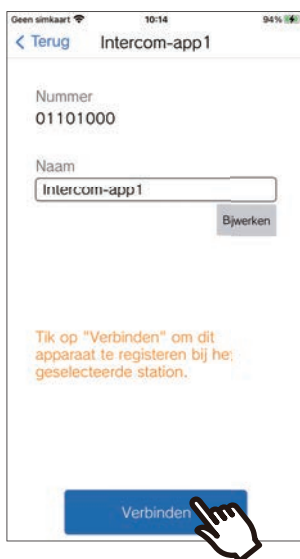 Geen simkaart 10:14 94%
Terug Intercom-app1
Nummer
01101000
Naam
Intercom-app1
Bijwerken
Tik op "Verbinden" om dit
apparaat te registeren bij het
geselecteerde station.
Verbinden